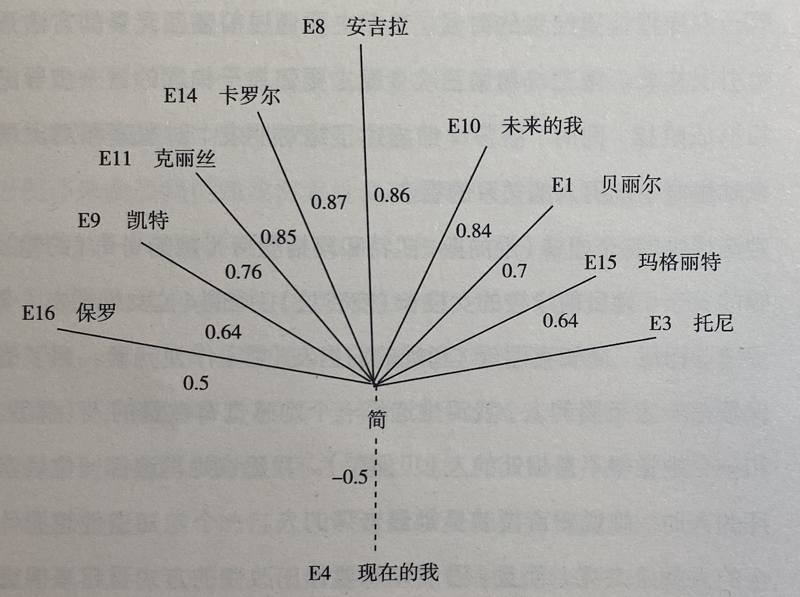 E8 安吉拉
E14 卡罗尔
E10 未来的我
E11 克丽丝
E1 贝丽尔
E9 凯特
E15 玛格丽特
E16 保罗
E3 托尼
0.87
0.86
0.85
0.84
0.76
0.7
0.64
0.64
0.5
简
−0.5
E4 现在的我